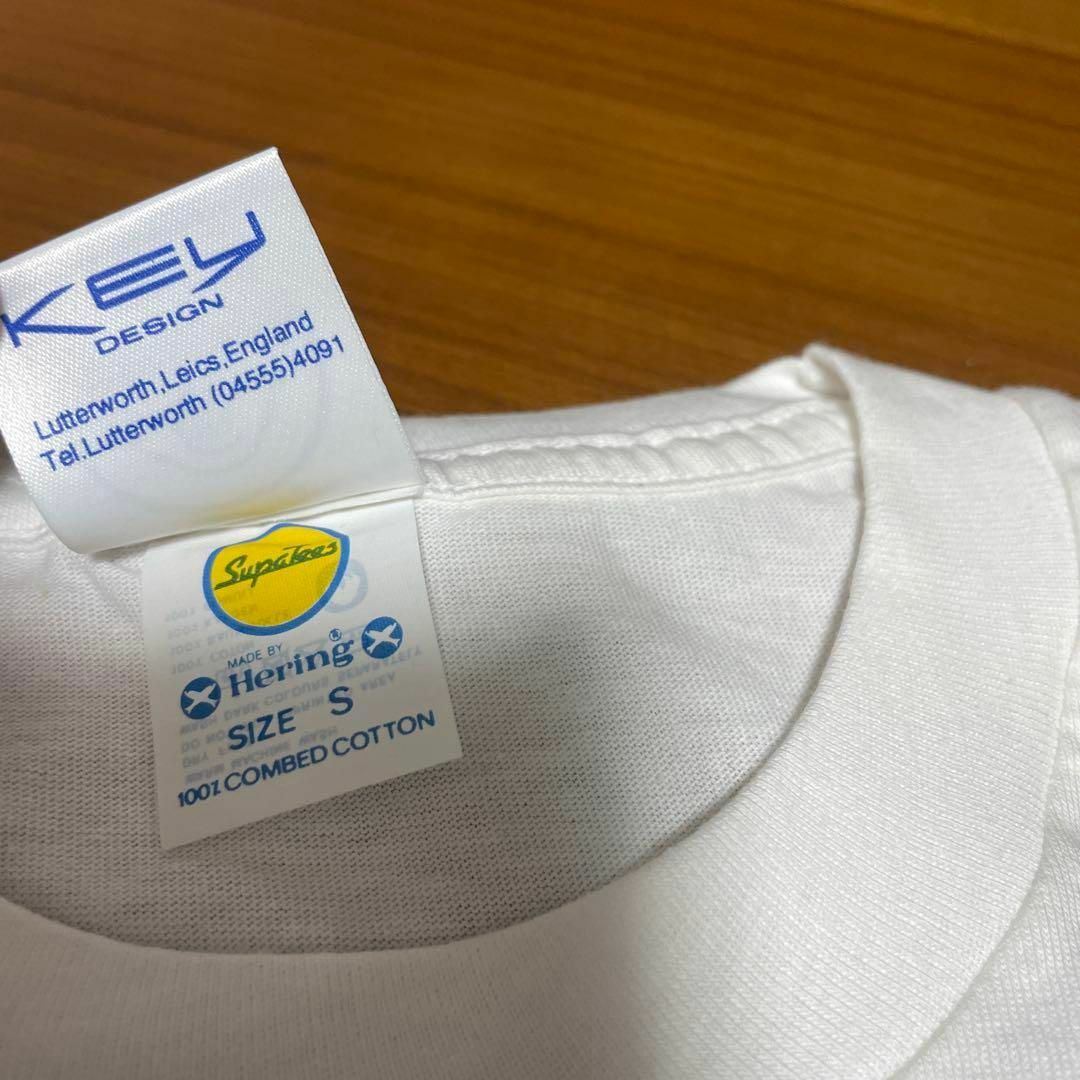 KEY
DESIGN
Lutterworth,Leics,England
Tel.Lutterworth (04555)4091
SupaTees
MADE BY
Hering®
SIZE S
100% COMBED COTTON